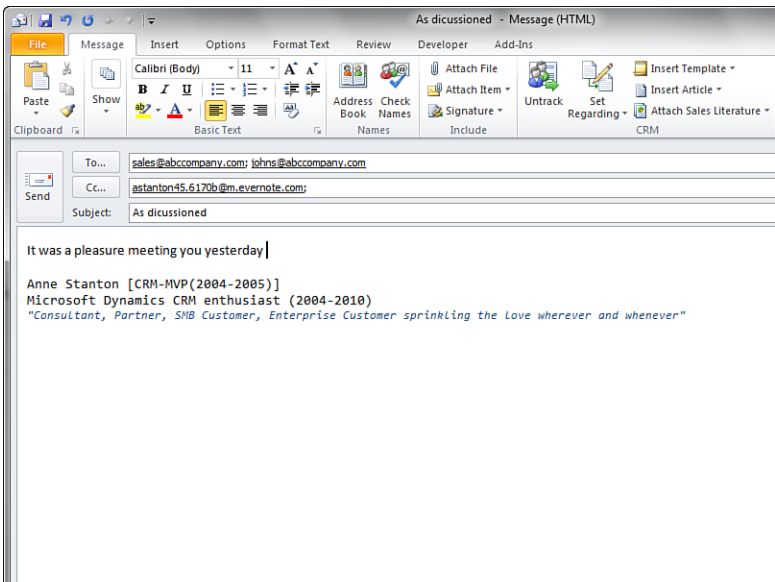 As dicussioned - Message (HTML)
File Message Insert Options Format Text Review Developer Add-Ins
Calibri (Body) 11 A A Attach File Insert Template
Paste Show B I U Address Book Check Names Attach Item Untrack Set Regarding Insert Article
ab A Signature Attach Sales Literature
Clipboard Basic Text Names Include CRM
To... sales@abccompany.com; johns@abccompany.com
Send Cc... astanton45.6170b@m.evernote.com;
Subject: As dicussioned
It was a pleasure meeting you yesterday
Anne Stanton [CRM-MVP(2004-2005)]
Microsoft Dynamics CRM enthusiast (2004-2010)
"Consultant, Partner, SMB Customer, Enterprise Customer sprinkling the love wherever and whenever"